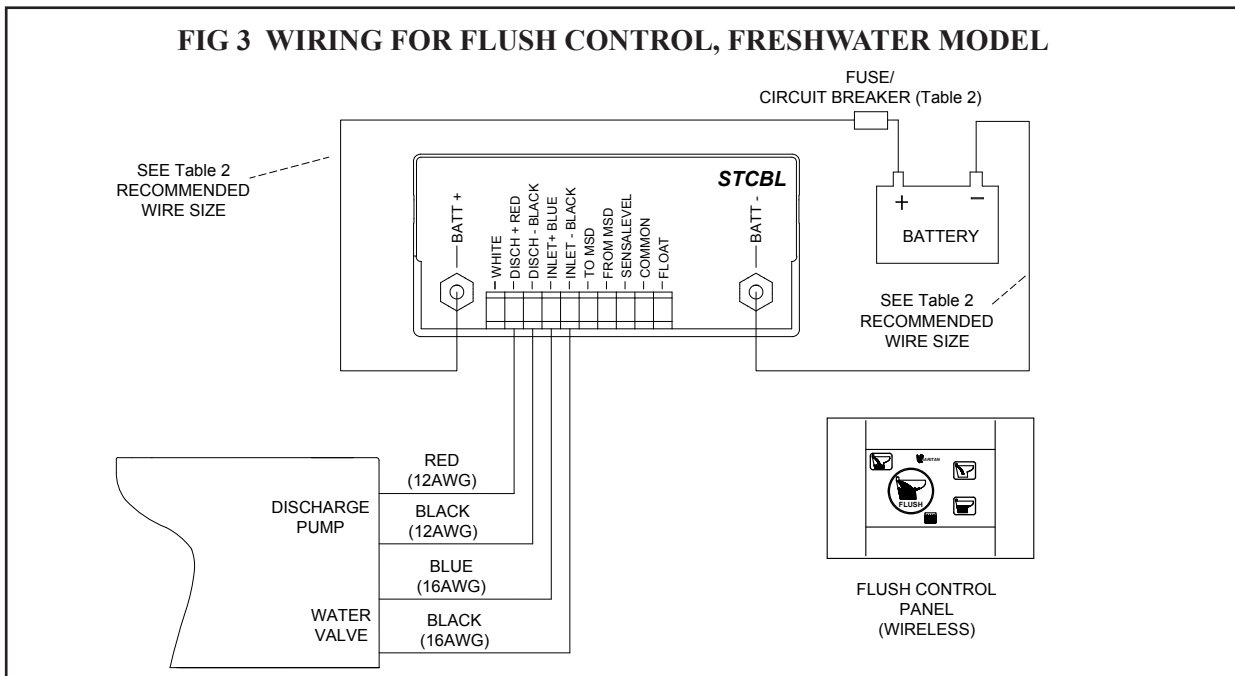 FIG 3 WIRING FOR FLUSH CONTROL, FRESHWATER MODEL
FUSE/
CIRCUIT BREAKER (Table 2)
SEE Table 2
RECOMMENDED
WIRE SIZE
STCBL
BATT +
WHITE
DISCH + RED
DISCH - BLACK
INLET+ BLUE
INLET - BLACK
TO MSD
FROM MSD
SENSALEVEL
COMMON
FLOAT
BATT -
+ −
BATTERY
SEE Table 2
RECOMMENDED
WIRE SIZE
DISCHARGE
PUMP
RED
(12AWG)
BLACK
(12AWG)
WATER
VALVE
BLUE
(16AWG)
BLACK
(16AWG)
FLUSH
FLUSH CONTROL
PANEL
(WIRELESS)